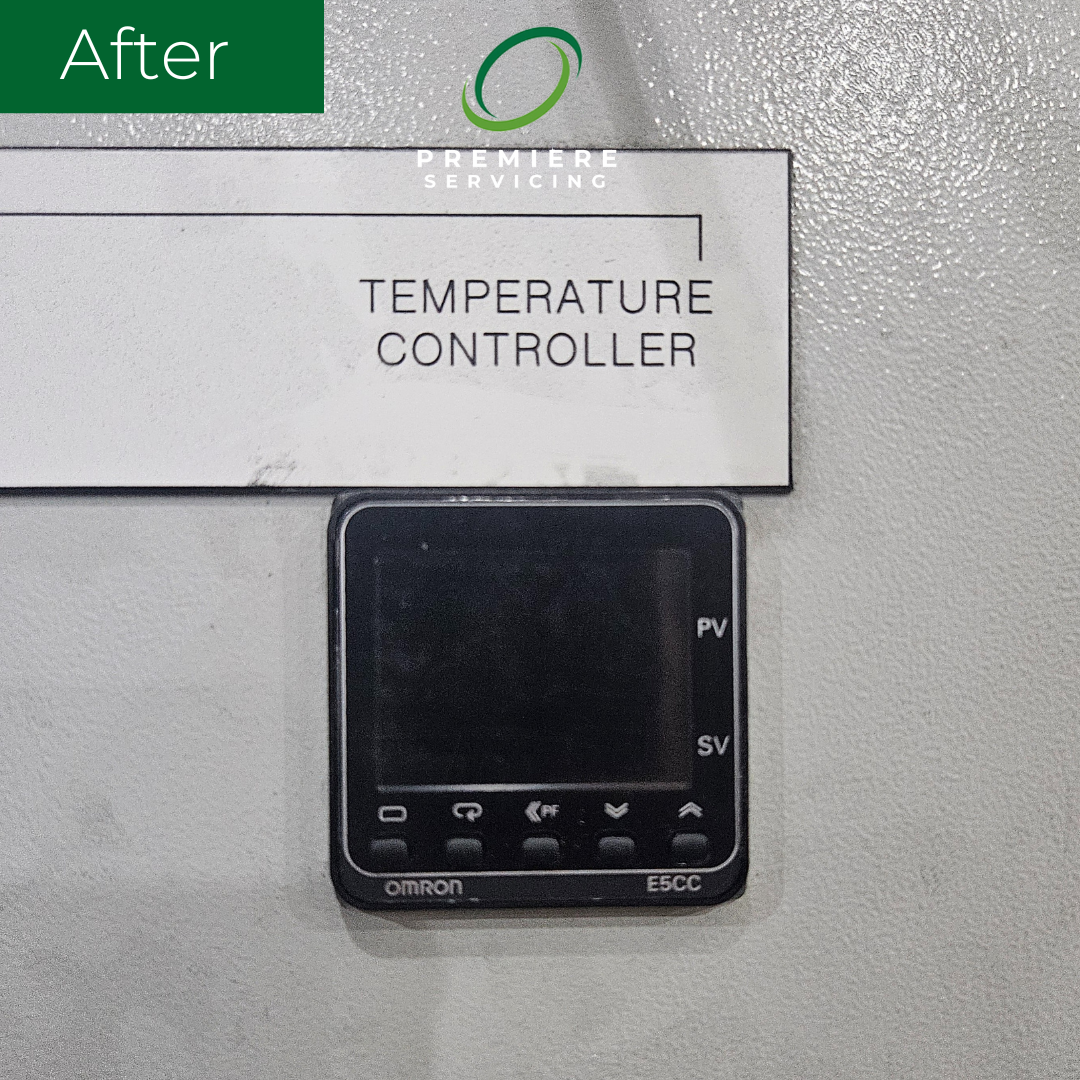 After
PREMIERE
SERVICING
TEMPERATURE
CONTROLLER
PV
SV
PF
OMRON
E5CC